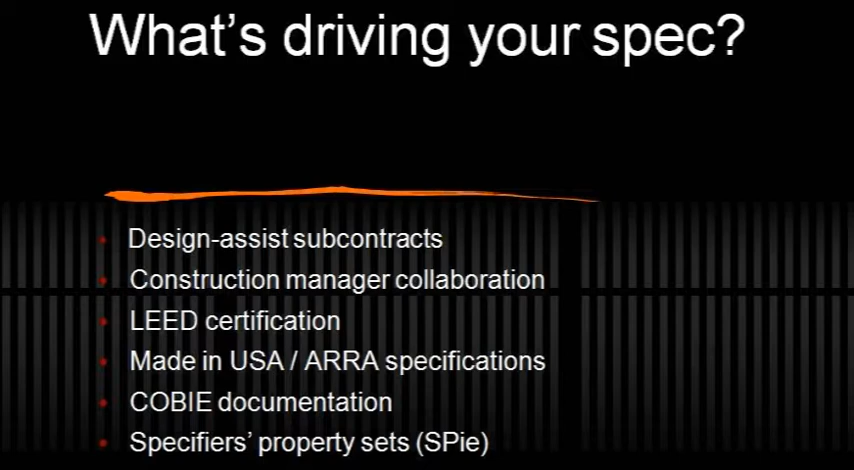 What's driving your spec?
Design-assist subcontracts
Construction manager collaboration
LEED certification
Made in USA / ARRA specifications
COBIE documentation
Specifiers' property sets (SPie)